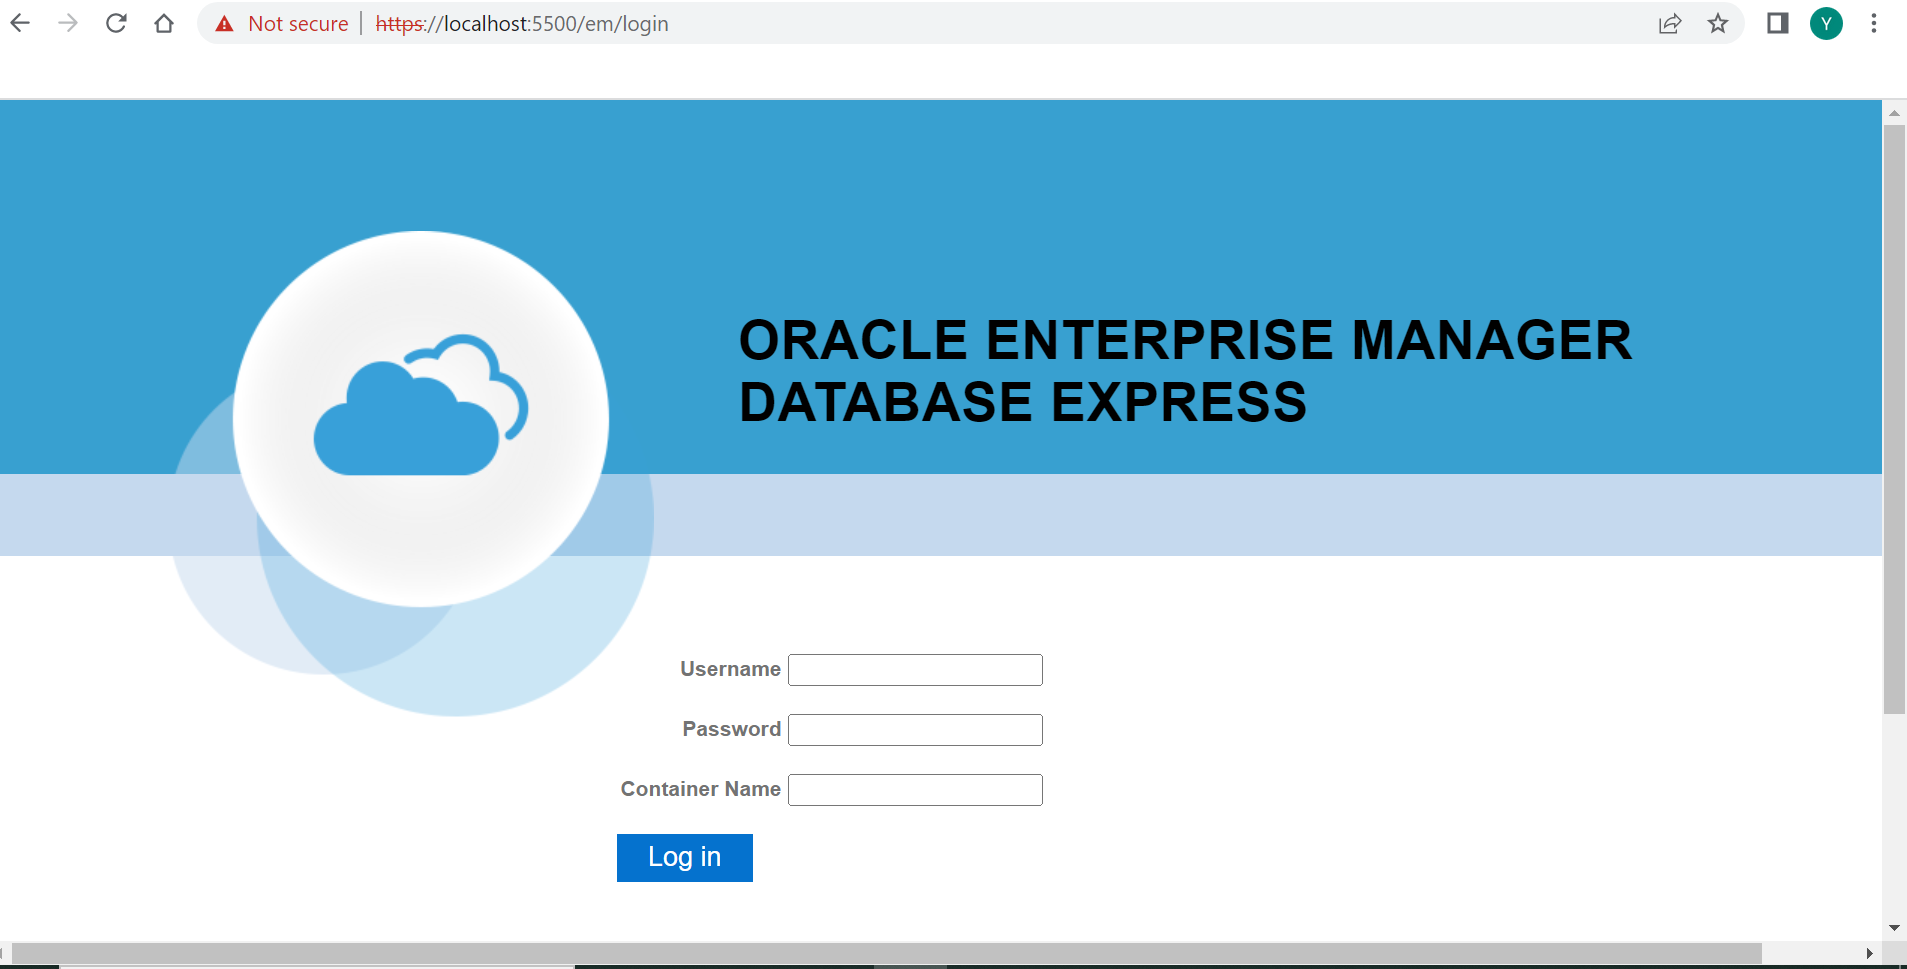 Not secure https://localhost:5500/em/login
Y
ORACLE ENTERPRISE MANAGER
DATABASE EXPRESS
Username
Password
Container Name
Log in